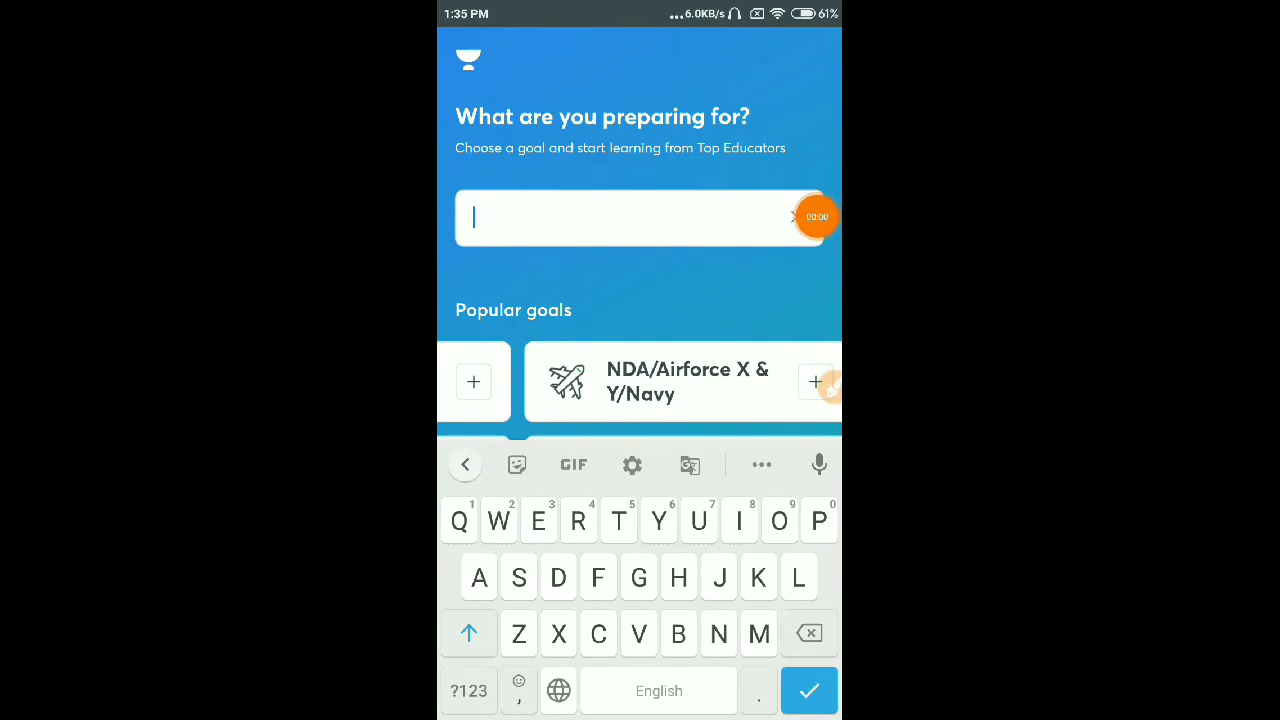 1:35 PM
...6.0KB/s
61%
What are you preparing for?
Choose a goal and start learning from Top Educators
00:00
Popular goals
NDA/Airforce X &
Y/Navy
GIF
1 2 3 4 5 6 7 8 9 0
Q W E R T Y U I O P
A S D F G H J K L
Z X C V B N M
?123 , English .